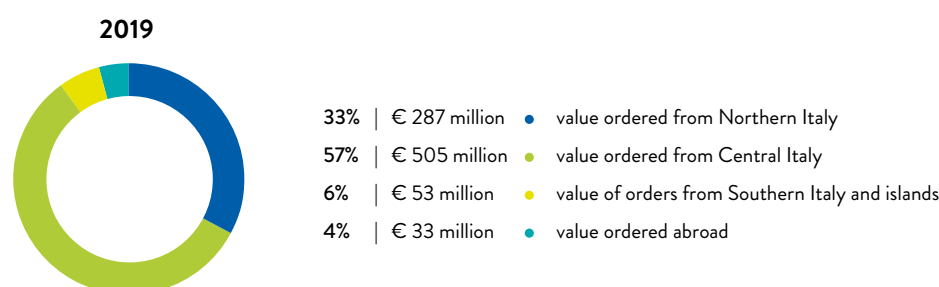 2019
33% | € 287 million • value ordered from Northern Italy
57% | € 505 million • value ordered from Central Italy
6% | € 53 million • value of orders from Southern Italy and islands
4% | € 33 million • value ordered abroad